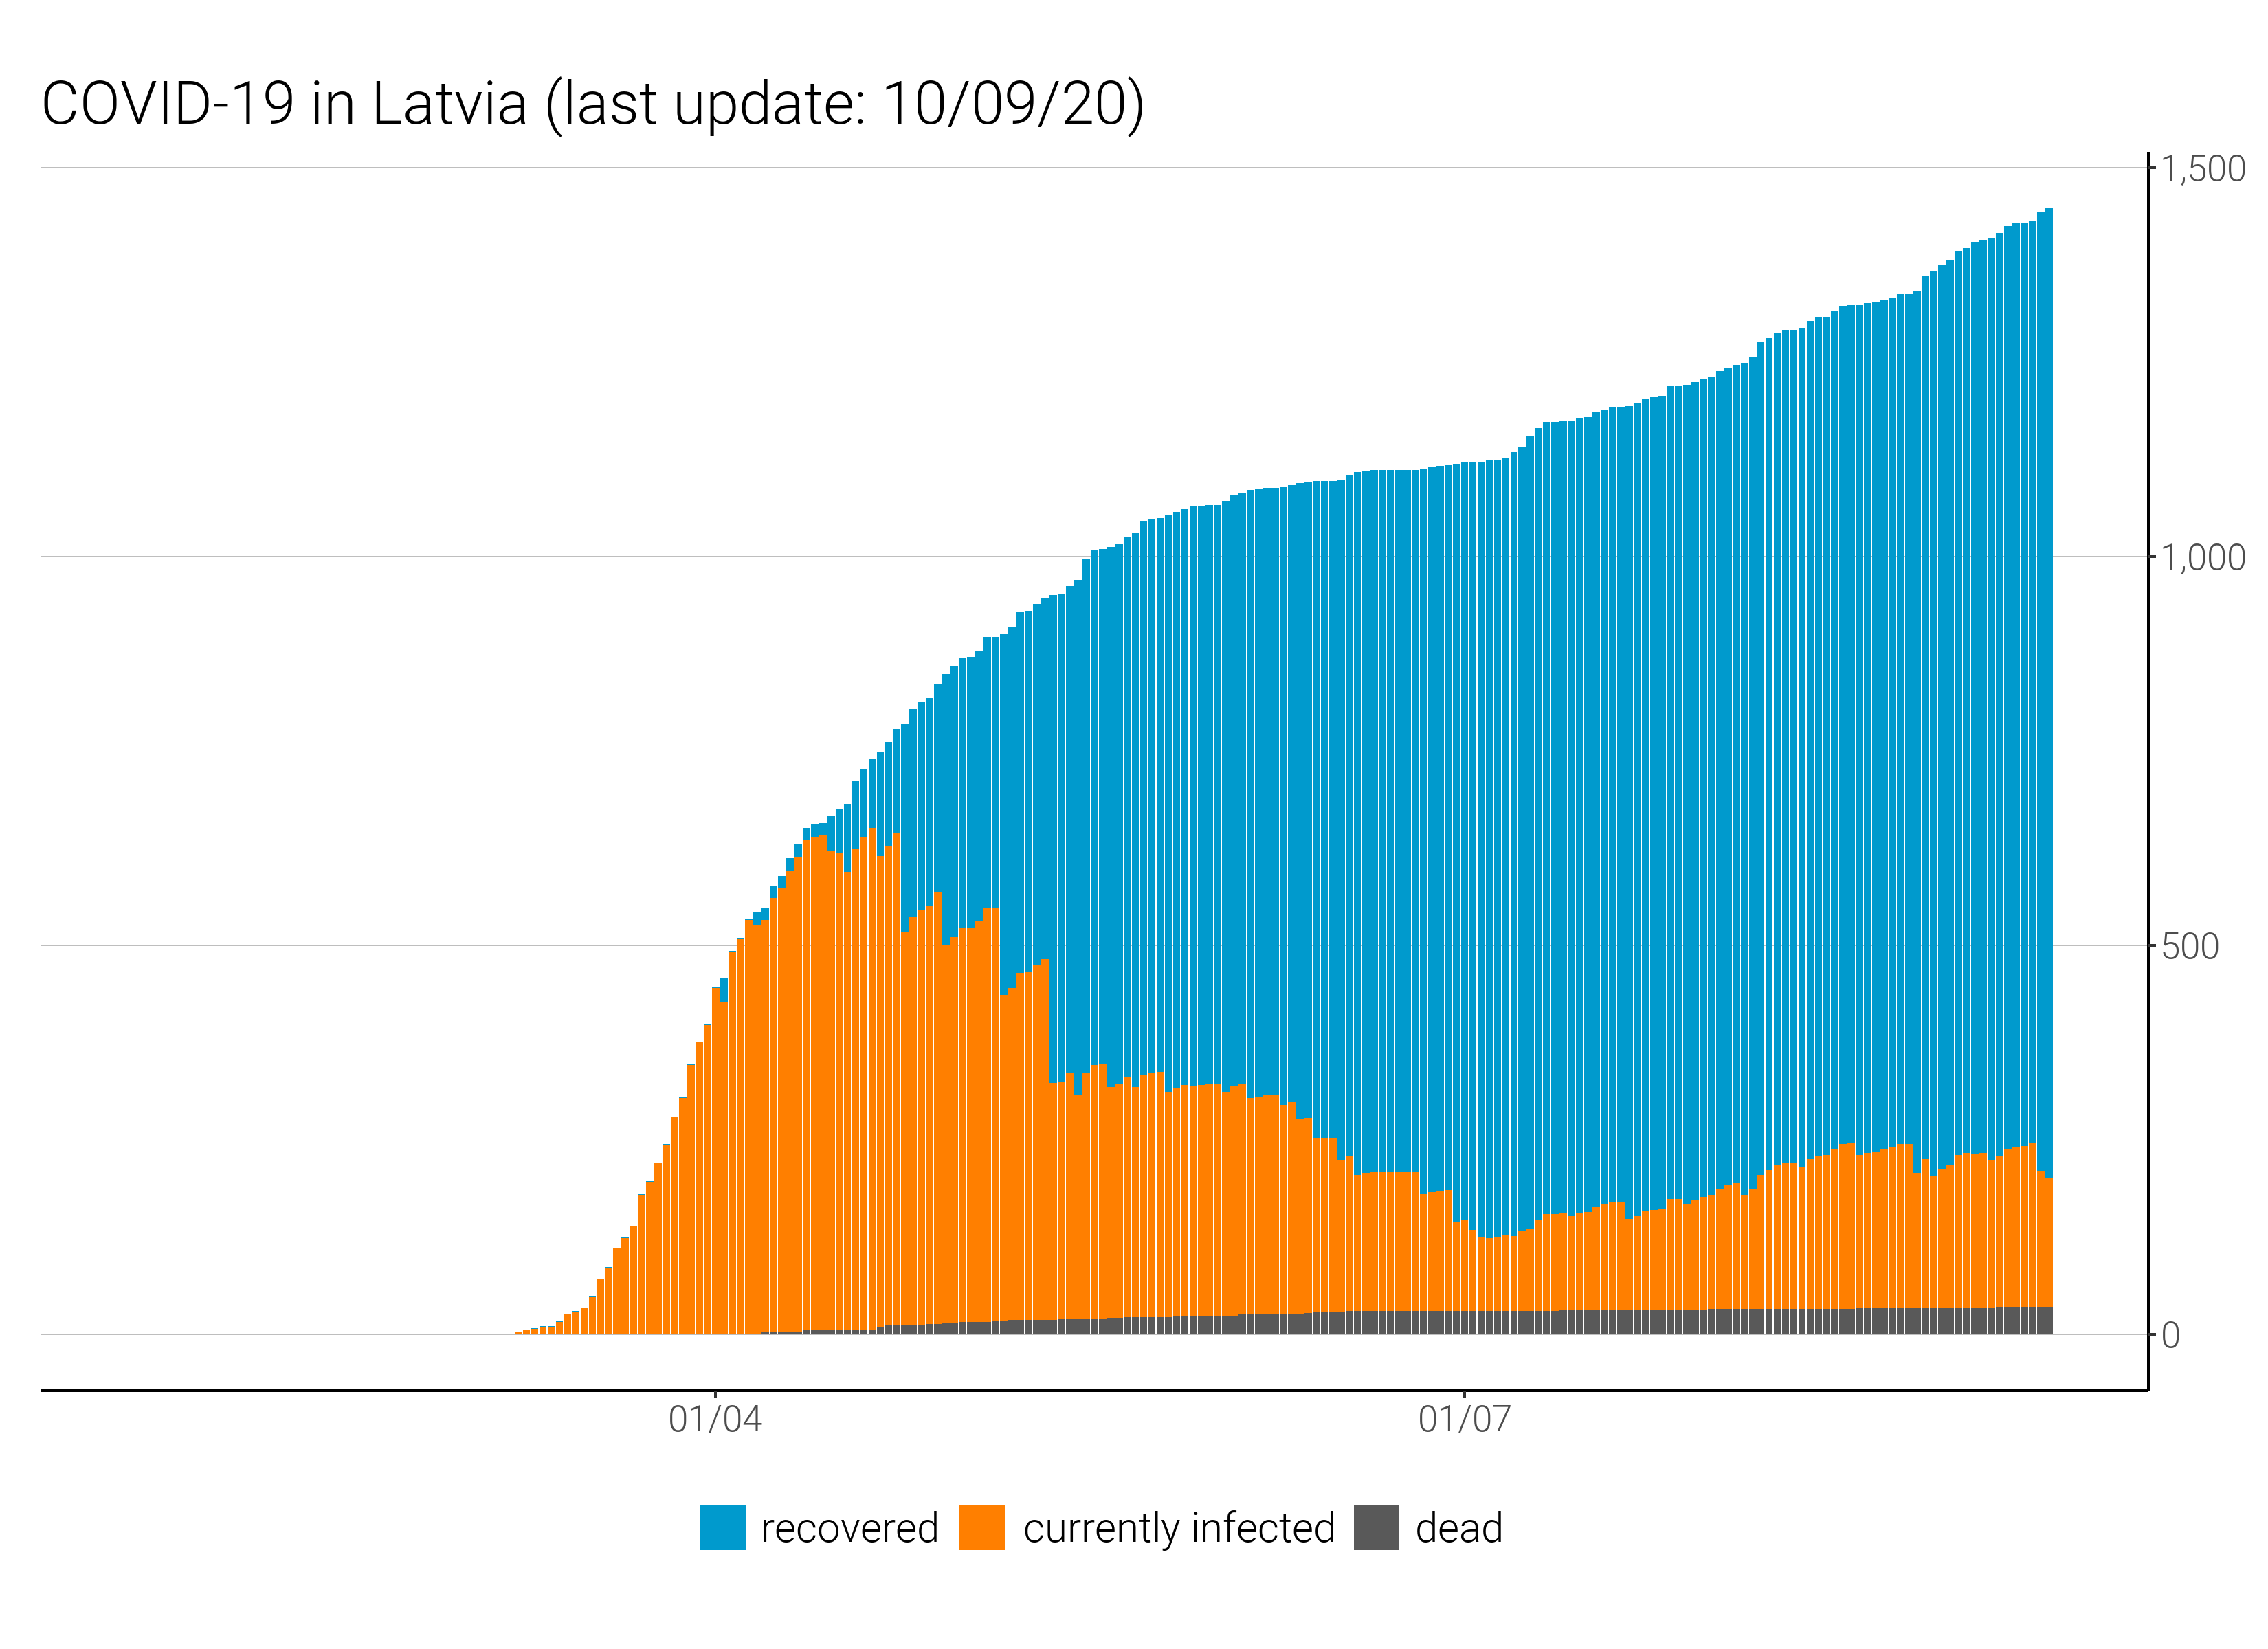 COVID-19 in Latvia (last update: 10/09/20)
1,500
1,000
500
0
01/04 01/07
recovered currently infected dead